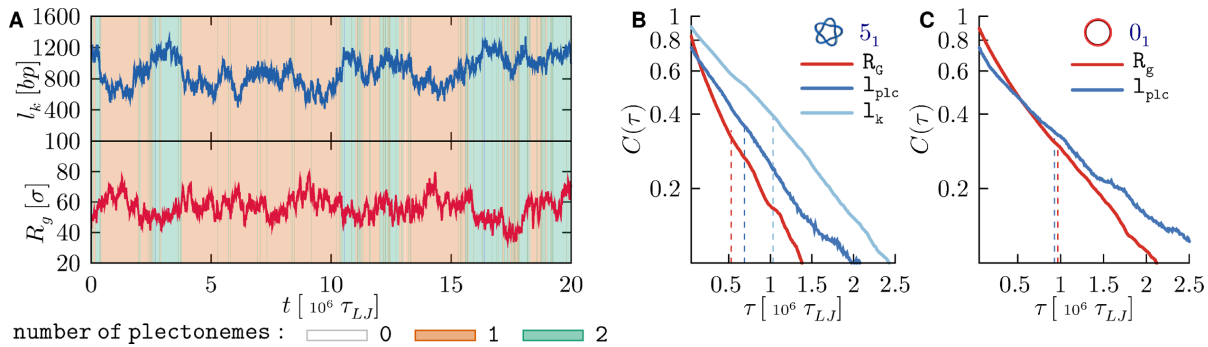 A
1600
1200
800
400
l_k [bp]
100
80
60
40
20
R_g [σ]
0 5 10 15 20
t [ 10^6 τ_LJ ]
number of plectonemes : 0 1 2
B
5_1
R_G
l_plc
l_k
1
0.8
0.6
0.4
0.2
C(τ)
0.5 1 1.5 2 2.5
τ [ 10^6 τ_LJ ]
C
0_1
R_g
l_plc
1
0.8
0.6
0.4
0.2
C(τ)
0.5 1 1.5 2 2.5
τ [ 10^6 τ_LJ ]